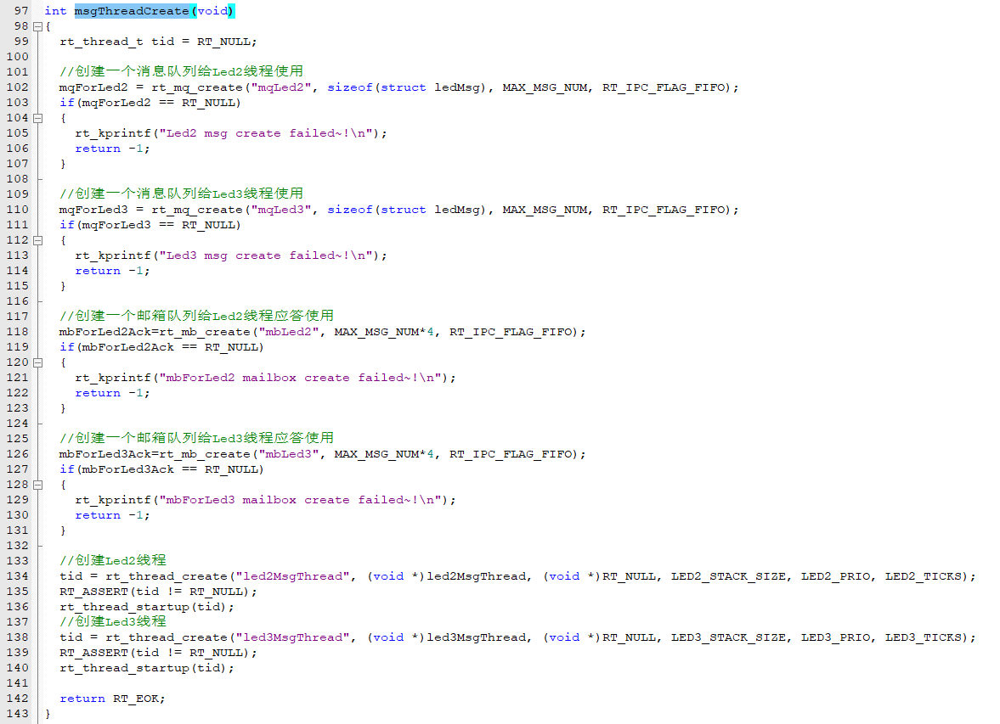 97 int msgThreadCreate(void)
98 {
99 rt_thread_t tid = RT_NULL;
100
101 //创建一个消息队列给Led2线程使用
102 mqForLed2 = rt_mq_create("mqLed2", sizeof(struct ledMsg), MAX_MSG_NUM, RT_IPC_FLAG_FIFO);
103 if(mqForLed2 == RT_NULL)
104 {
105 rt_kprintf("Led2 msg create failed~!\n");
106 return -1;
107 }
108
109 //创建一个消息队列给Led3线程使用
110 mqForLed3 = rt_mq_create("mqLed3", sizeof(struct ledMsg), MAX_MSG_NUM, RT_IPC_FLAG_FIFO);
111 if(mqForLed3 == RT_NULL)
112 {
113 rt_kprintf("Led3 msg create failed~!\n");
114 return -1;
115 }
116
117 //创建一个邮箱队列给Led2线程应答使用
118 mbForLed2Ack=rt_mb_create("mbLed2", MAX_MSG_NUM*4, RT_IPC_FLAG_FIFO);
119 if(mbForLed2Ack == RT_NULL)
120 {
121 rt_kprintf("mbForLed2 mailbox create failed~!\n");
122 return -1;
123 }
124
125 //创建一个邮箱队列给Led3线程应答使用
126 mbForLed3Ack=rt_mb_create("mbLed3", MAX_MSG_NUM*4, RT_IPC_FLAG_FIFO);
127 if(mbForLed3Ack == RT_NULL)
128 {
129 rt_kprintf("mbForLed3 mailbox create failed~!\n");
130 return -1;
131 }
132
133 //创建Led2线程
134 tid = rt_thread_create("led2MsgThread", (void *)led2MsgThread, (void *)RT_NULL, LED2_STACK_SIZE, LED2_PRIO, LED2_TICKS);
135 RT_ASSERT(tid != RT_NULL);
136 rt_thread_startup(tid);
137 //创建Led3线程
138 tid = rt_thread_create("led3MsgThread", (void *)led3MsgThread, (void *)RT_NULL, LED3_STACK_SIZE, LED3_PRIO, LED3_TICKS);
139 RT_ASSERT(tid != RT_NULL);
140 rt_thread_startup(tid);
141
142 return RT_EOK;
143 }